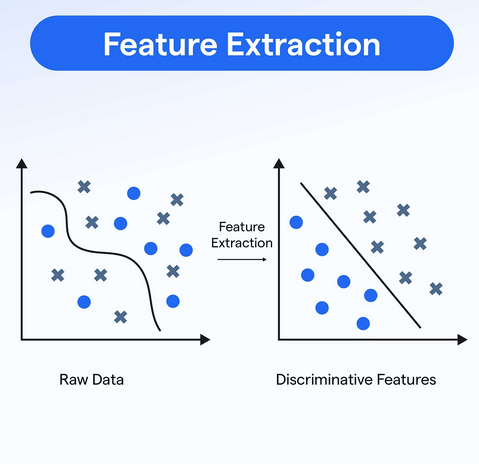 Feature Extraction
Feature
Extraction
Raw Data
Discriminative Features